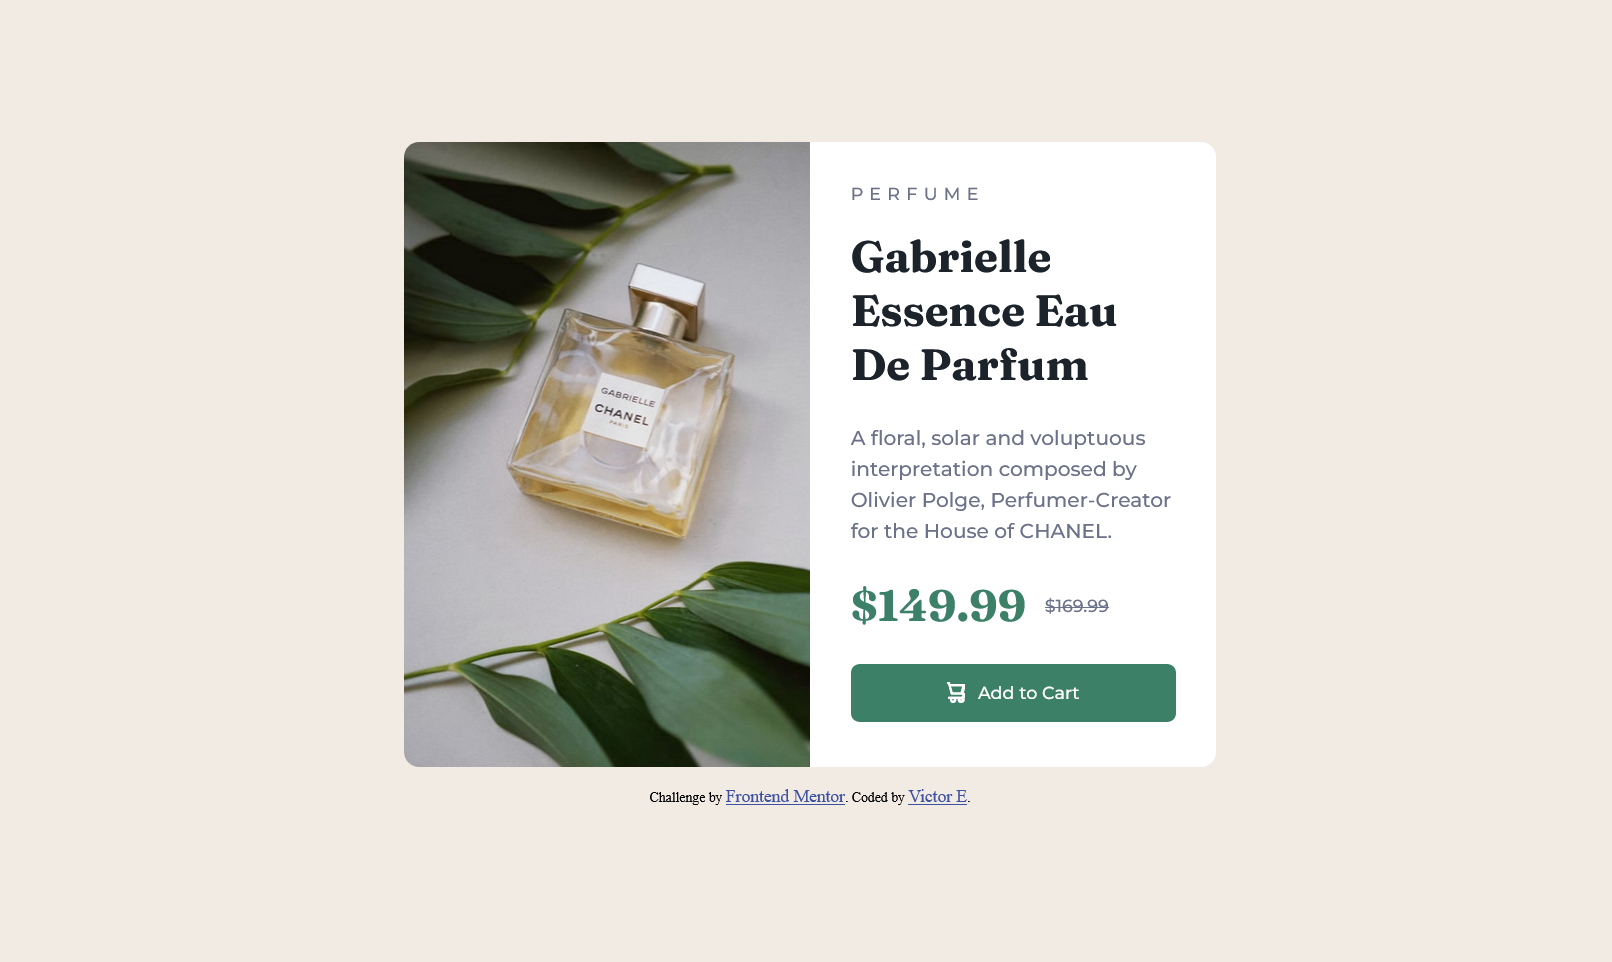 GABRIELLE
CHANEL
PARIS
PERFUME
Gabrielle
Essence Eau
De Parfum
A floral, solar and voluptuous
interpretation composed by
Olivier Polge, Perfumer-Creator
for the House of CHANEL.
$149.99 $169.99
Add to Cart
Challenge by Frontend Mentor. Coded by Victor E.